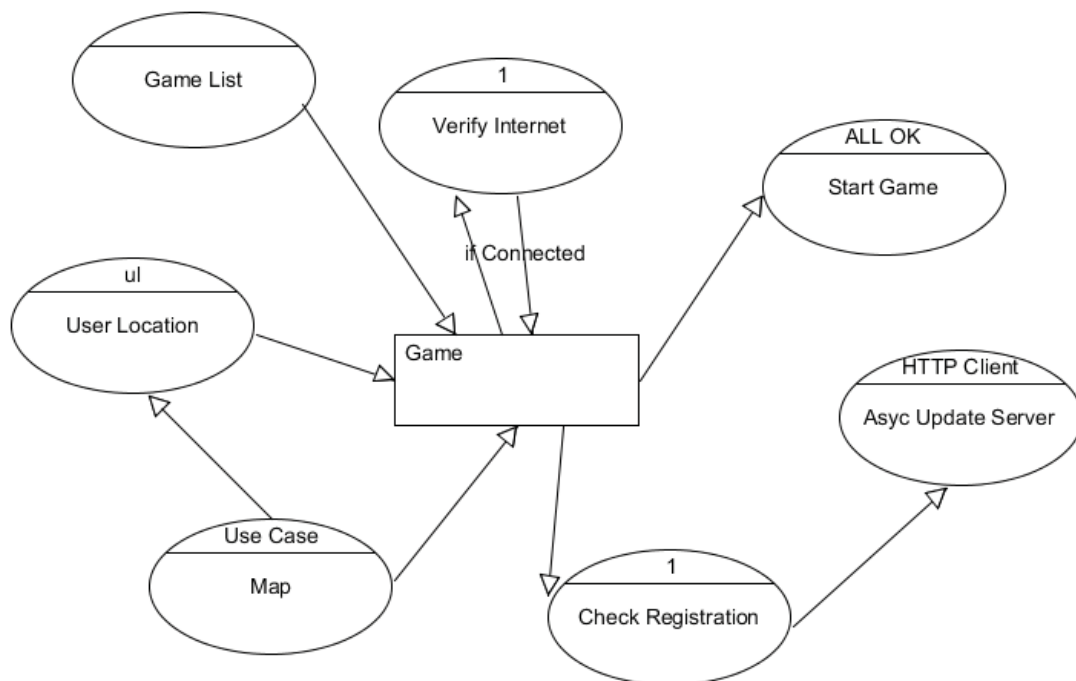 Game List
1
Verify Internet
ALL OK
Start Game
if Connected
ul
User Location
Game
HTTP Client
Asyc Update Server
Use Case
Map
1
Check Registration